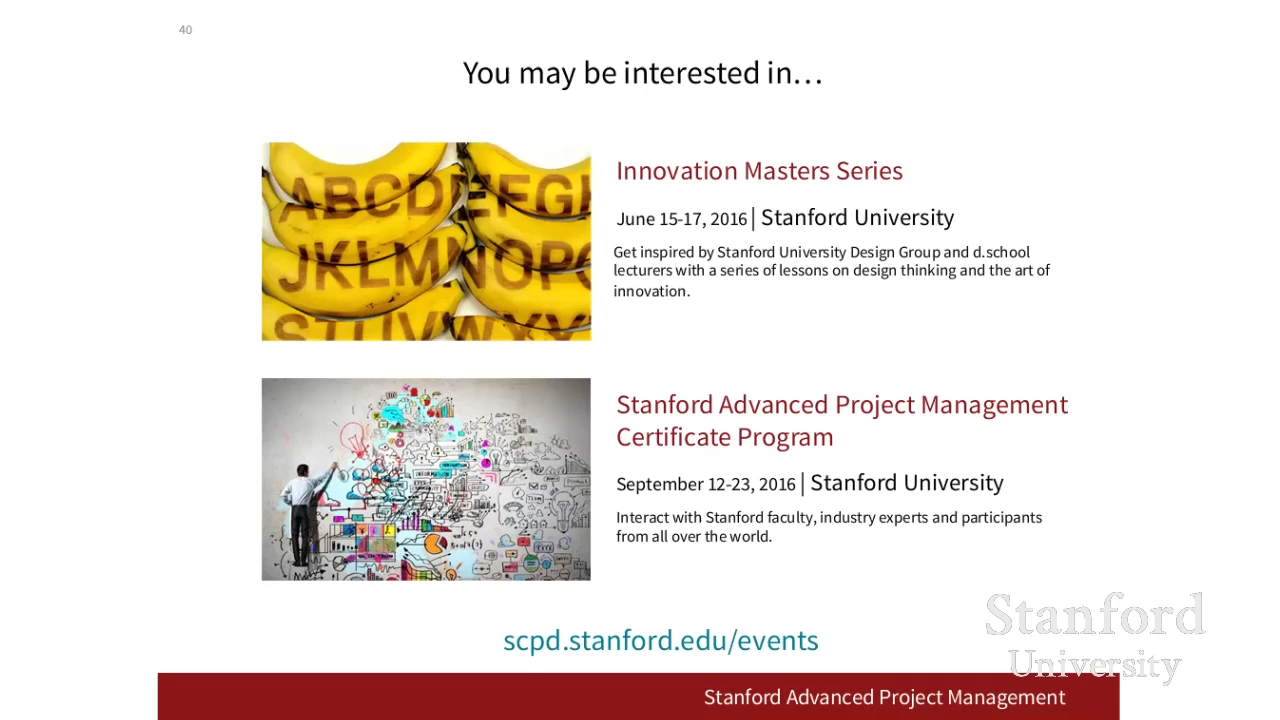 40
You may be interested in…
ABCDEFGH
JKLMNOPQ
STUVWXY
Innovation Masters Series
June 15-17, 2016 | Stanford University
Get inspired by Stanford University Design Group and d.school
lecturers with a series of lessons on design thinking and the art of
innovation.
Stanford Advanced Project Management
Certificate Program
September 12-23, 2016 | Stanford University
Interact with Stanford faculty, industry experts and participants
from all over the world.
scpd.stanford.edu/events
Stanford
University
Stanford Advanced Project Management